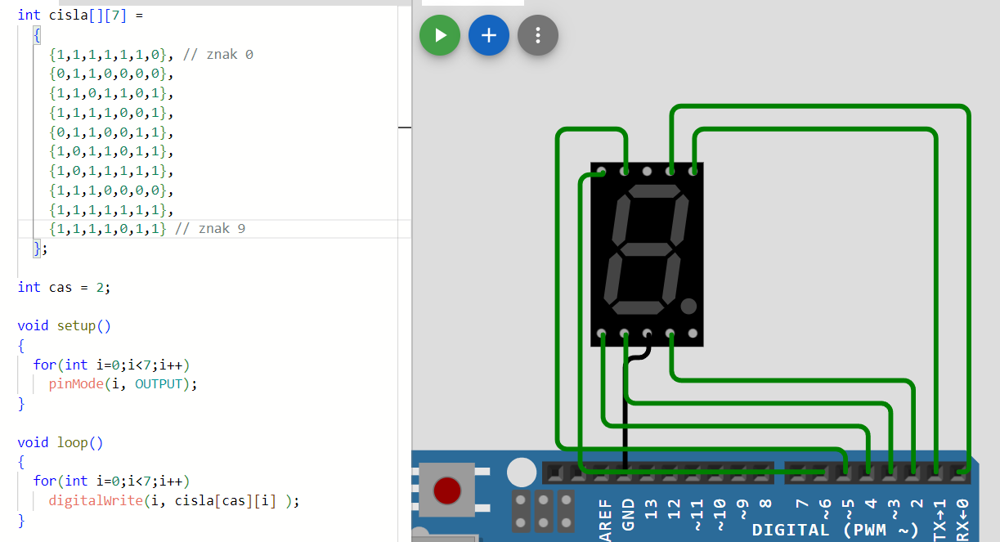 int cisla[][7] =
{
{1,1,1,1,1,1,0}, // znak 0
{0,1,1,0,0,0,0},
{1,1,0,1,1,0,1},
{1,1,1,1,0,0,1},
{0,1,1,0,0,1,1},
{1,0,1,1,0,1,1},
{1,0,1,1,1,1,1},
{1,1,1,0,0,0,0},
{1,1,1,1,1,1,1},
{1,1,1,1,0,1,1} // znak 9
};
int cas = 2;
void setup()
{
for(int i=0;i<7;i++)
pinMode(i, OUTPUT);
}
void loop()
{
for(int i=0;i<7;i++)
digitalWrite(i, cisla[cas][i] );
}
AREF
GND
13
12
~11
~10
~9
8
7
~6
~5
4
~3
2
TX→1
RX←0
DIGITAL (PWM ~)